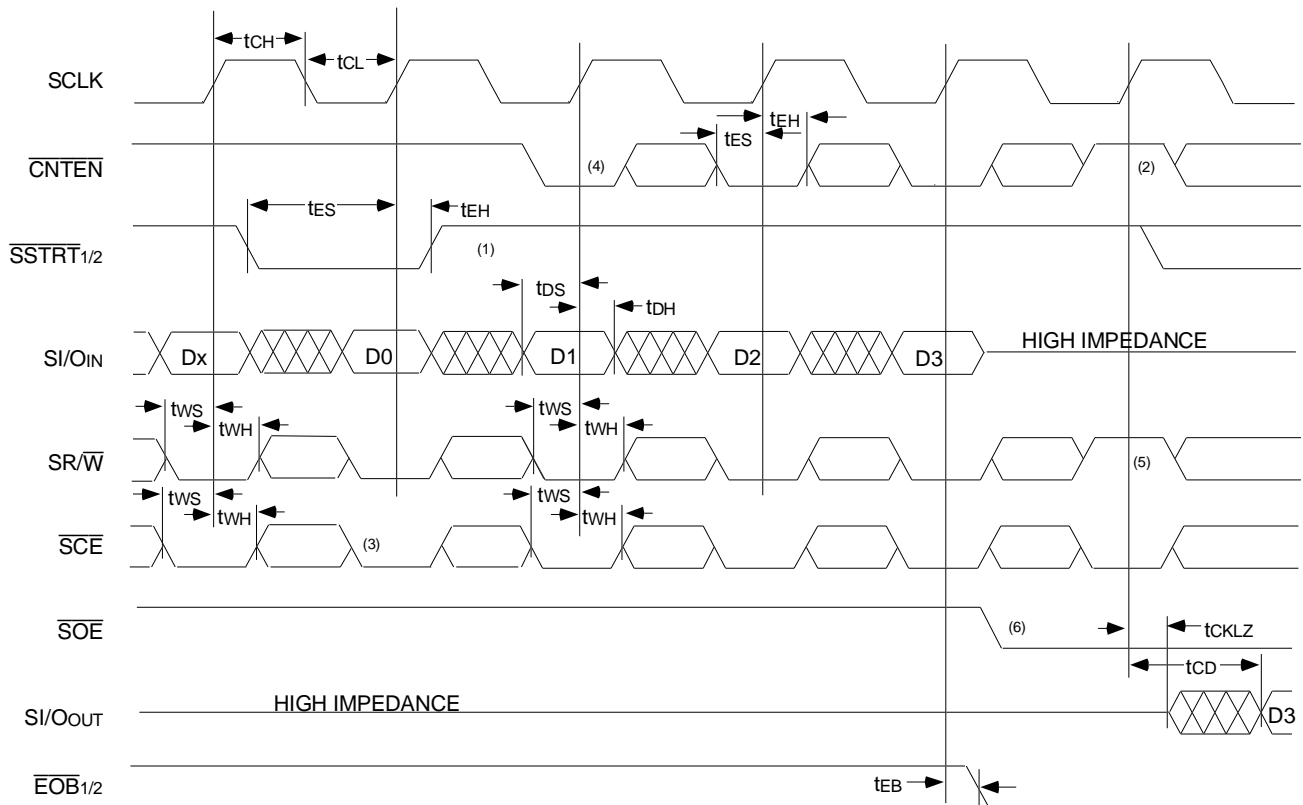 tCH
tCL
SCLK
tEH
tES
CNTEN
(4)
(2)
tES
tEH
SSTRT1/2
(1)
tDS
tDH
SI/OIN
Dx
D0
D1
D2
D3
HIGH IMPEDANCE
tWS
tWS
tWH
tWH
SR/W
(5)
tWS
tWS
tWH
tWH
SCE
(3)
SOE
(6)
tCKLZ
tCD
HIGH IMPEDANCE
SI/OOUT
D3
EOB1/2
tEB